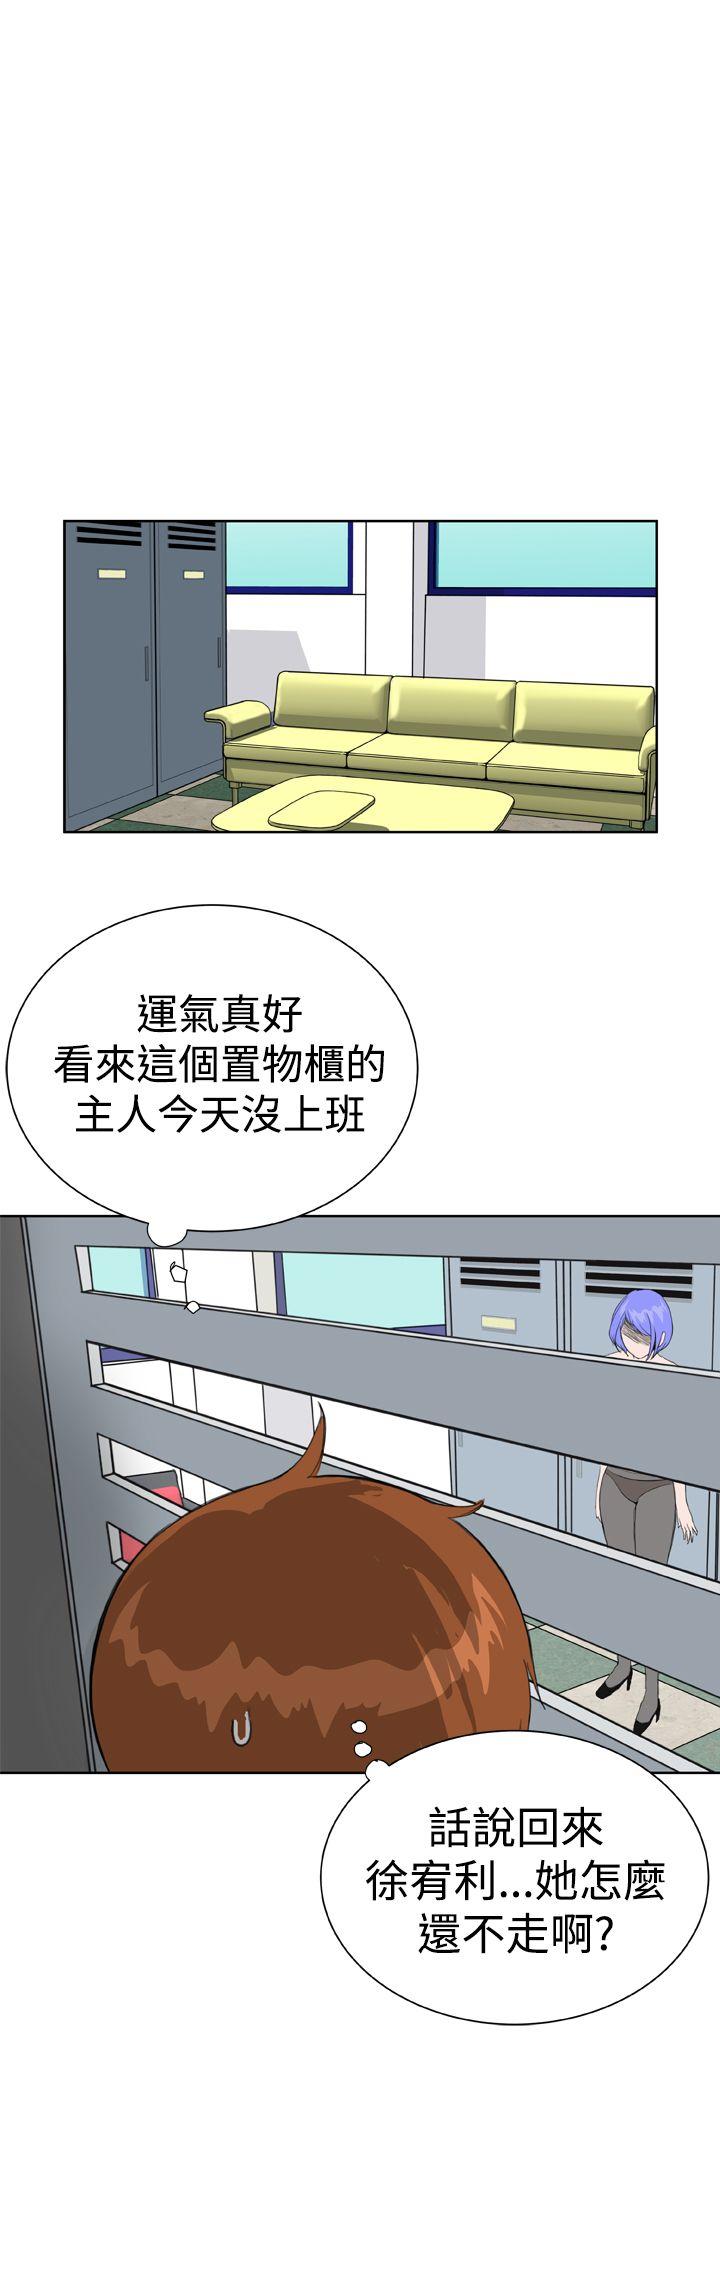 運氣真好
看來這個置物櫃的
主人今天沒上班
話說回來
徐宥利...她怎麼
還不走啊?